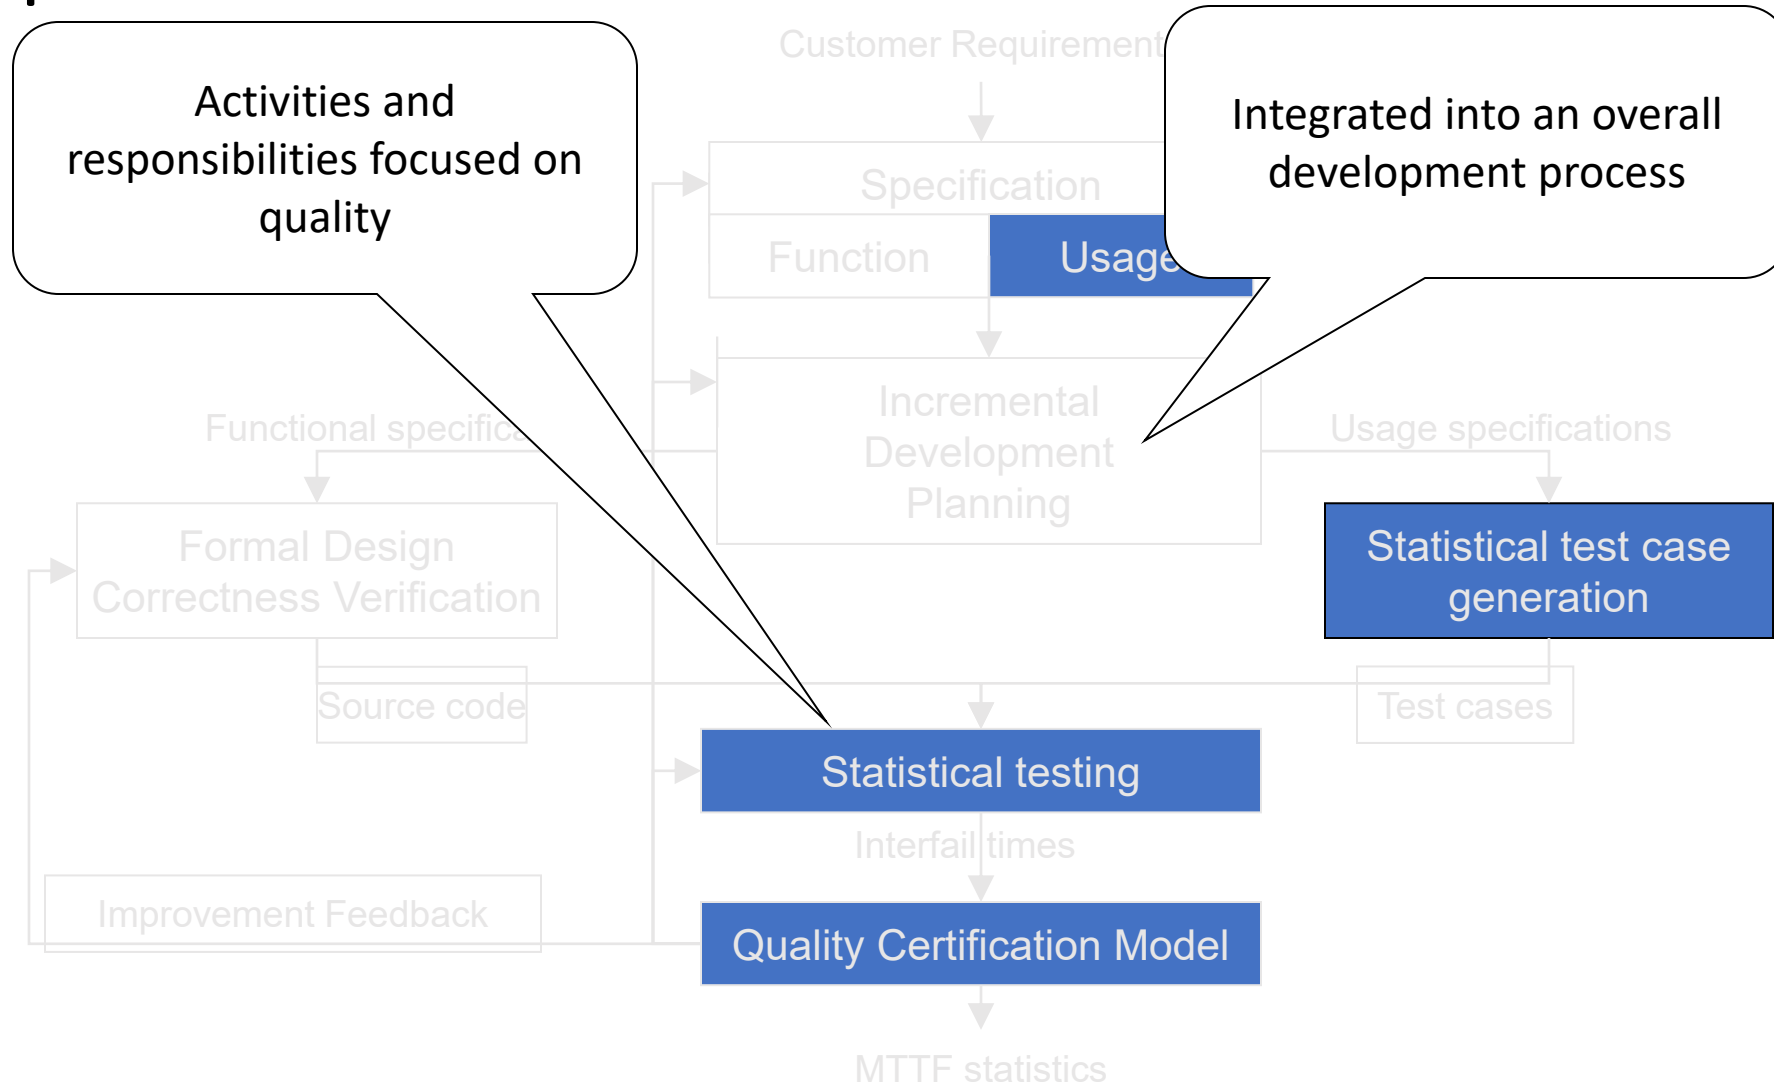 Activities and
responsibilities focused on
quality
Customer Requirement
Integrated into an overall
development process
Specification
Function
Usage
Incremental
Development
Planning
Functional
Usage specifications
Formal Design
Correctness Verification
Statistical test case
generation
Source code
Test cases
Statistical testing
Interfail times
Improvement Feedback
Quality Certification Model
MTTF statistics